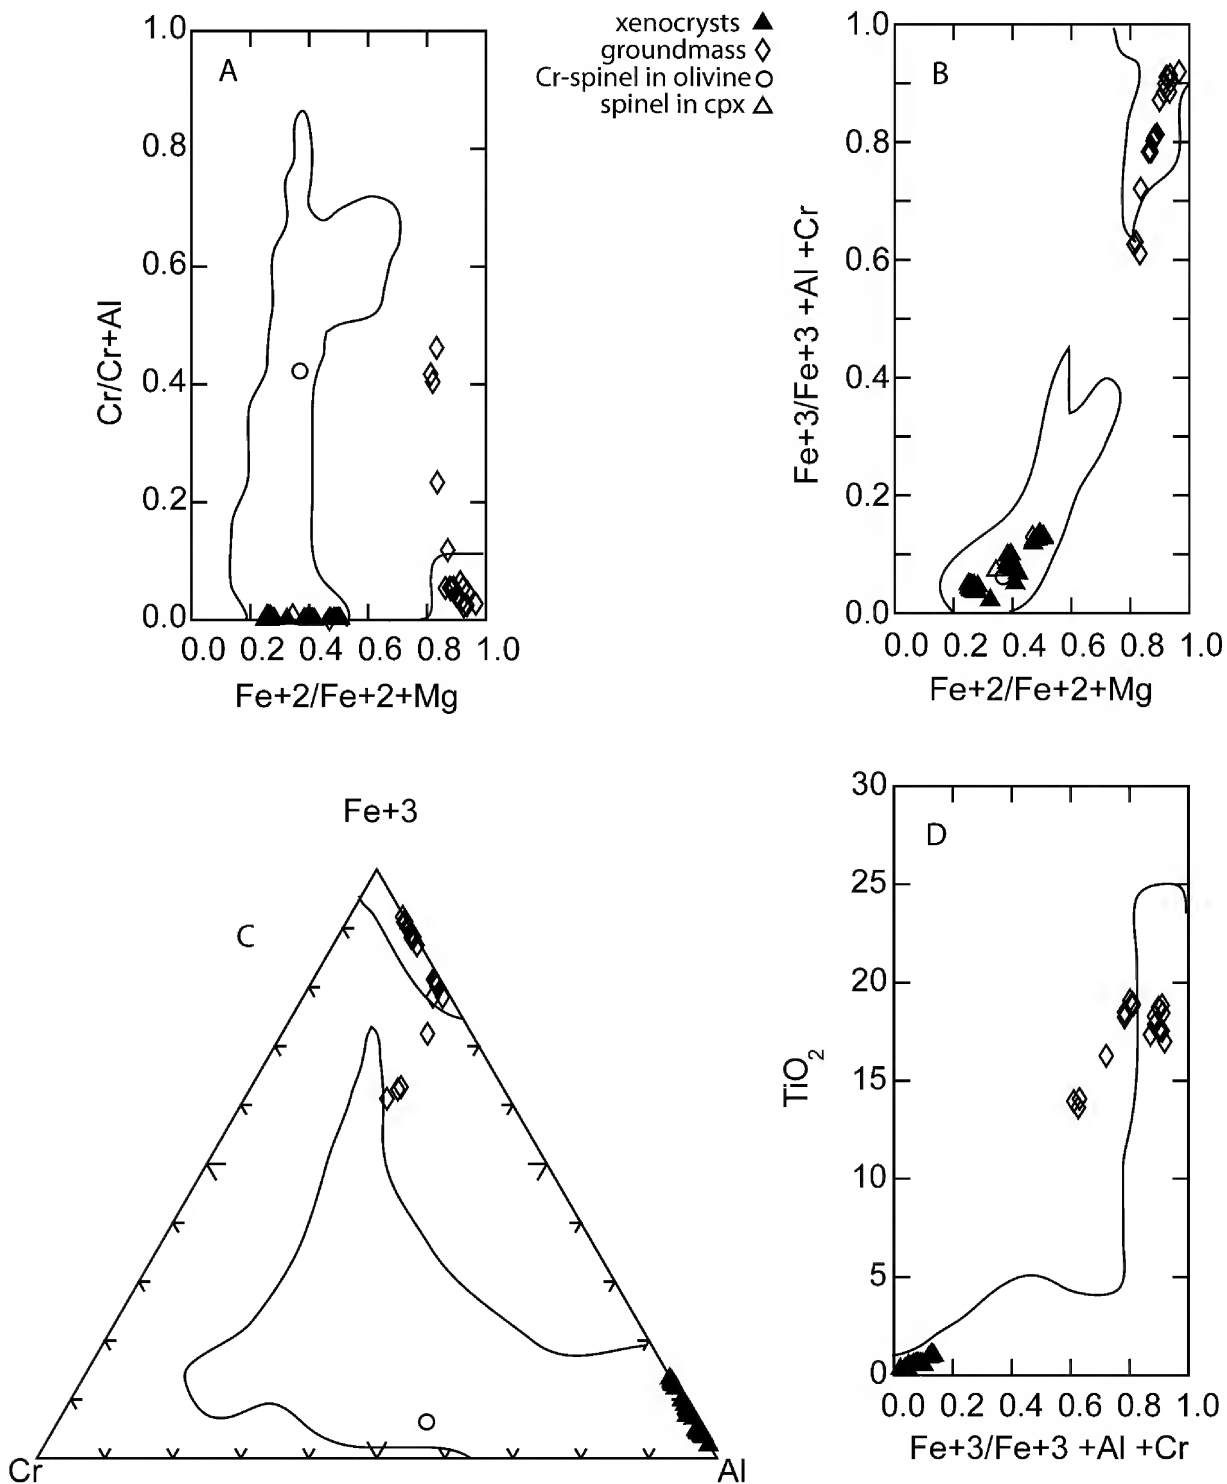 xenocrysts
groundmass
Cr-spinel in olivine
spinel in cpx
A
1.0
0.8
0.6
0.4
0.2
0.0
Cr/Cr+Al
0.0 0.2 0.4 0.6 0.8 1.0
Fe+2/Fe+2+Mg
B
1.0
0.8
0.6
0.4
0.2
0.0
Fe+3/Fe+3 +Al +Cr
0.0 0.2 0.4 0.6 0.8 1.0
Fe+2/Fe+2+Mg
Fe+3
C
Cr
Al
D
30
25
20
15
10
5
0
TiO2
0.0 0.2 0.4 0.6 0.8 1.0
Fe+3/Fe+3 +Al +Cr